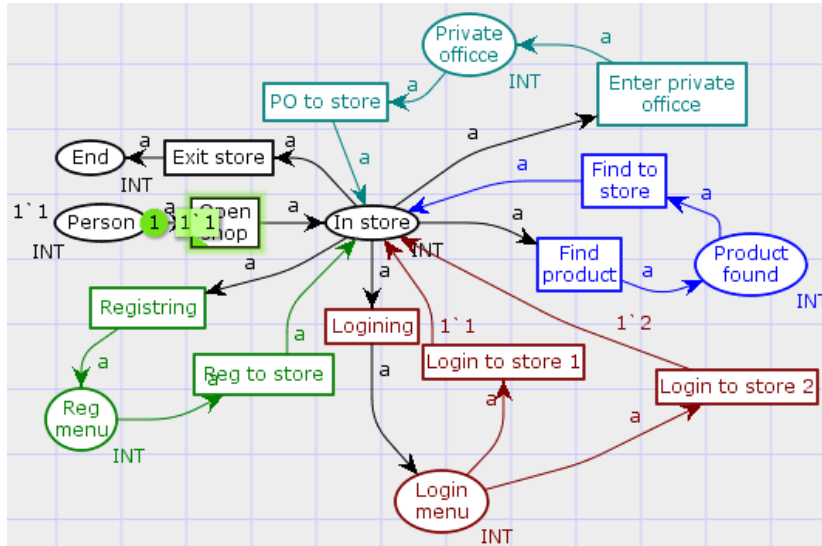 Private
officce
a
a
INT
PO to store
Enter private
officce
a
a
End
a
Exit store
a
INT
a
Find to
store
1`1
Person
a
1
1`1
Open
shop
a
In store
INT
INT
a
Find
product
a
a
Product
found
INT
a
Registring
a
Logining
1`1
1`2
a
a
Reg to store
a
a
Login to store 1
Login to store 2
Reg
menu
INT
a
a
Login
menu
INT